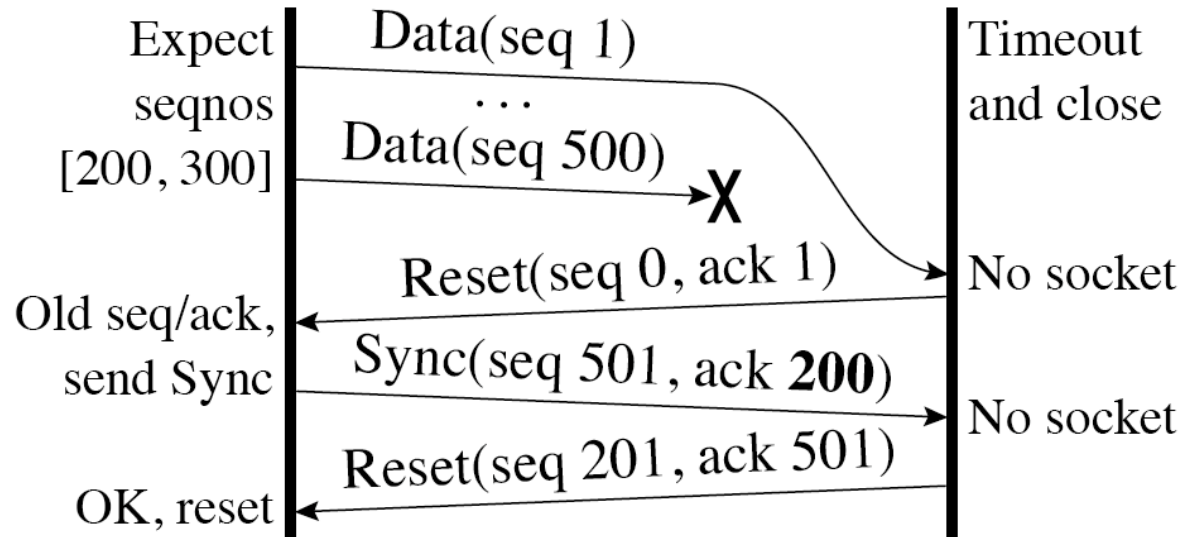 Expect
seqnos
[200, 300]
Data(seq 1)
...
Data(seq 500)
X
Timeout
and close
Reset(seq 0, ack 1)
No socket
Old seq/ack,
send Sync
Sync(seq 501, ack 200)
No socket
Reset(seq 201, ack 501)
OK, reset